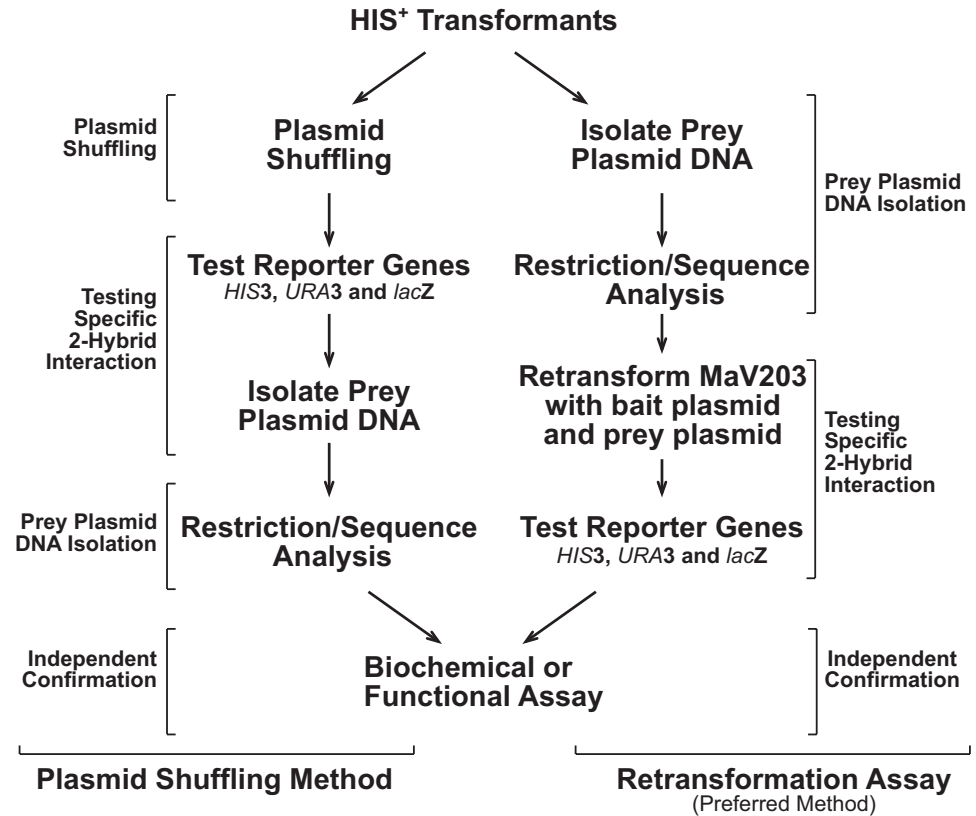 HIS+ Transformants
Plasmid
Shuffling
Plasmid
Shuffling
Testing
Specific
2-Hybrid
Interaction
Test Reporter Genes
HIS3, URA3 and lacZ
Isolate Prey
Plasmid DNA
Prey Plasmid
DNA Isolation
Restriction/Sequence
Analysis
Isolate Prey
Plasmid DNA
Prey Plasmid
DNA Isolation
Restriction/Sequence
Analysis
Retransform MaV203
with bait plasmid
and prey plasmid
Testing
Specific
2-Hybrid
Interaction
Test Reporter Genes
HIS3, URA3 and lacZ
Independent
Confirmation
Biochemical or
Functional Assay
Independent
Confirmation
Plasmid Shuffling Method
Retransformation Assay
(Preferred Method)